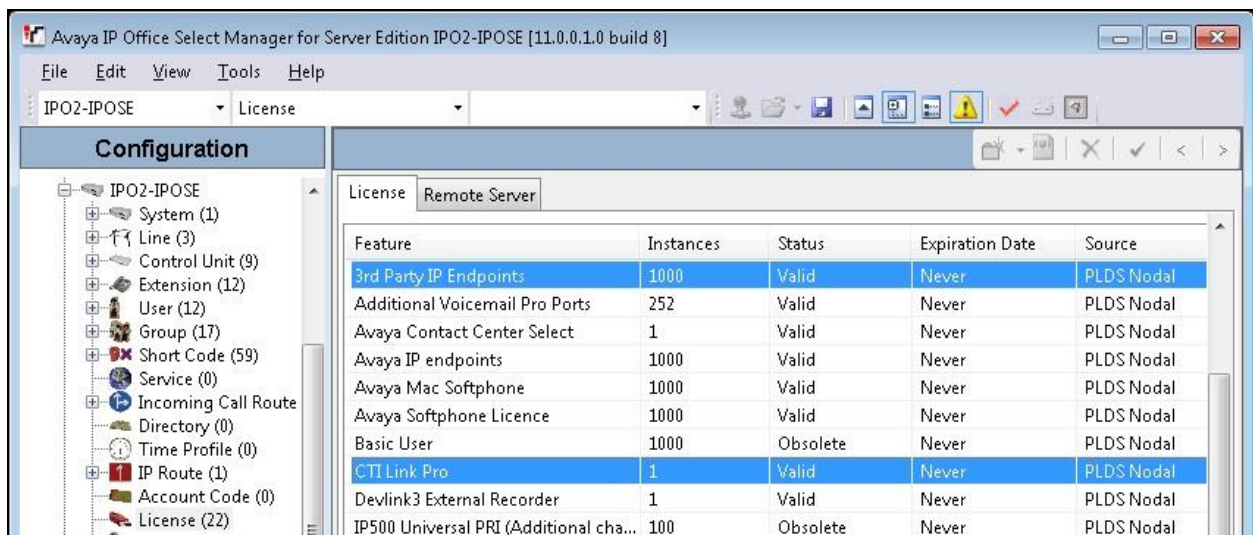 Avaya IP Office Select Manager for Server Edition IPO2-IPOSE [11.0.0.1.0 build 8]
File Edit View Tools Help
IPO2-IPOSE License
Configuration
IPO2-IPOSE
System (1)
Line (3)
Control Unit (9)
Extension (12)
User (12)
Group (17)
Short Code (59)
Service (0)
Incoming Call Route
Directory (0)
Time Profile (0)
IP Route (1)
Account Code (0)
License (22)
License Remote Server
Feature Instances Status Expiration Date Source
3rd Party IP Endpoints 1000 Valid Never PLDS Nodal
Additional Voicemail Pro Ports 252 Valid Never PLDS Nodal
Avaya Contact Center Select 1 Valid Never PLDS Nodal
Avaya IP endpoints 1000 Valid Never PLDS Nodal
Avaya Mac Softphone 1000 Valid Never PLDS Nodal
Avaya Softphone Licence 1000 Valid Never PLDS Nodal
Basic User 1000 Obsolete Never PLDS Nodal
CTI Link Pro 1 Valid Never PLDS Nodal
Devlink3 External Recorder 1 Valid Never PLDS Nodal
IP500 Universal PRI (Additional cha... 100 Obsolete Never PLDS Nodal